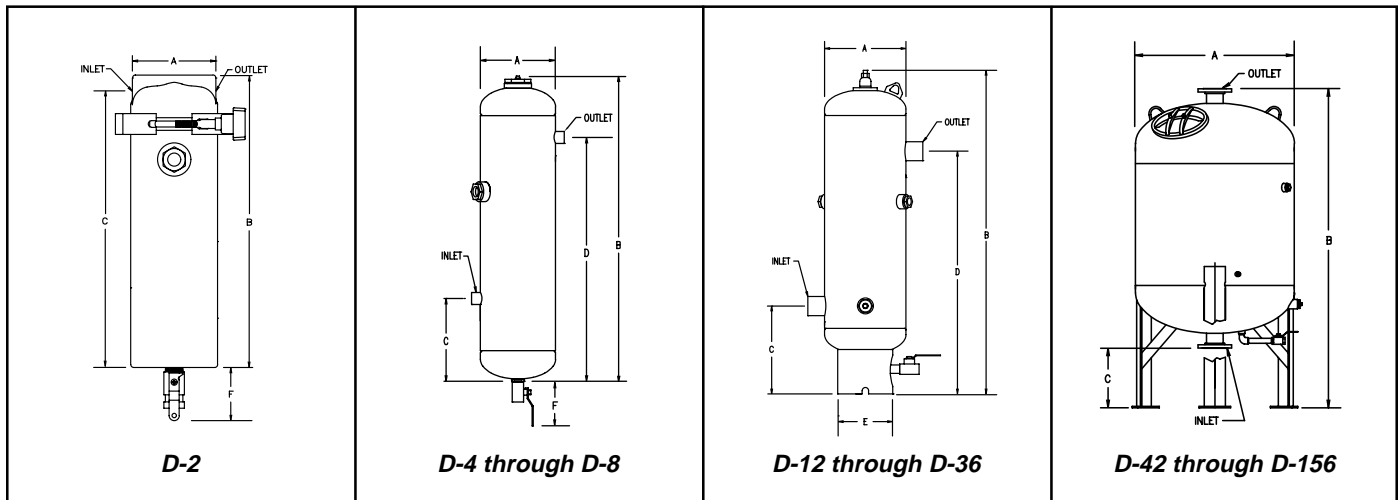 A
INLET
OUTLET
C
B
F
D-2
A
OUTLET
D
B
INLET
C
F
D-4 through D-8
A
OUTLET
B
D
INLET
C
E
D-12 through D-36
A
OUTLET
B
C
INLET
D-42 through D-156